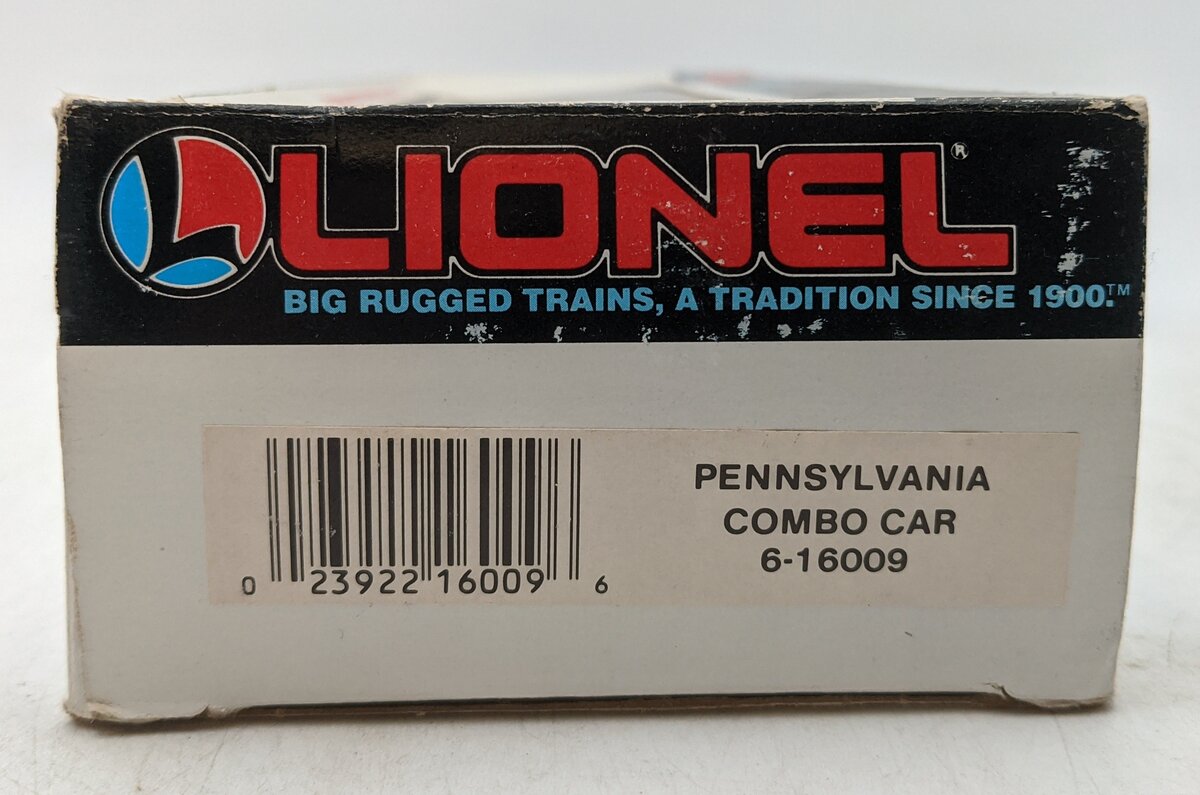 LIONEL®
BIG RUGGED TRAINS, A TRADITION SINCE 1900.™
PENNSYLVANIA
COMBO CAR
6-16009
0 23922 16009 6